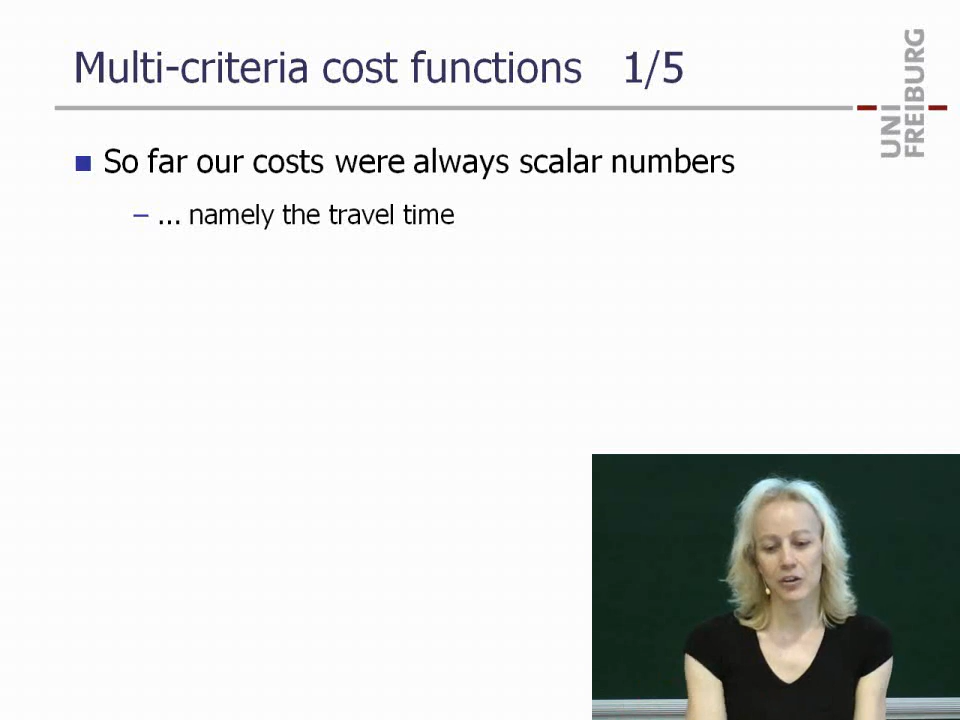 Multi-criteria cost functions 1/5
So far our costs were always scalar numbers
– ... namely the travel time
UNI
FREIBURG